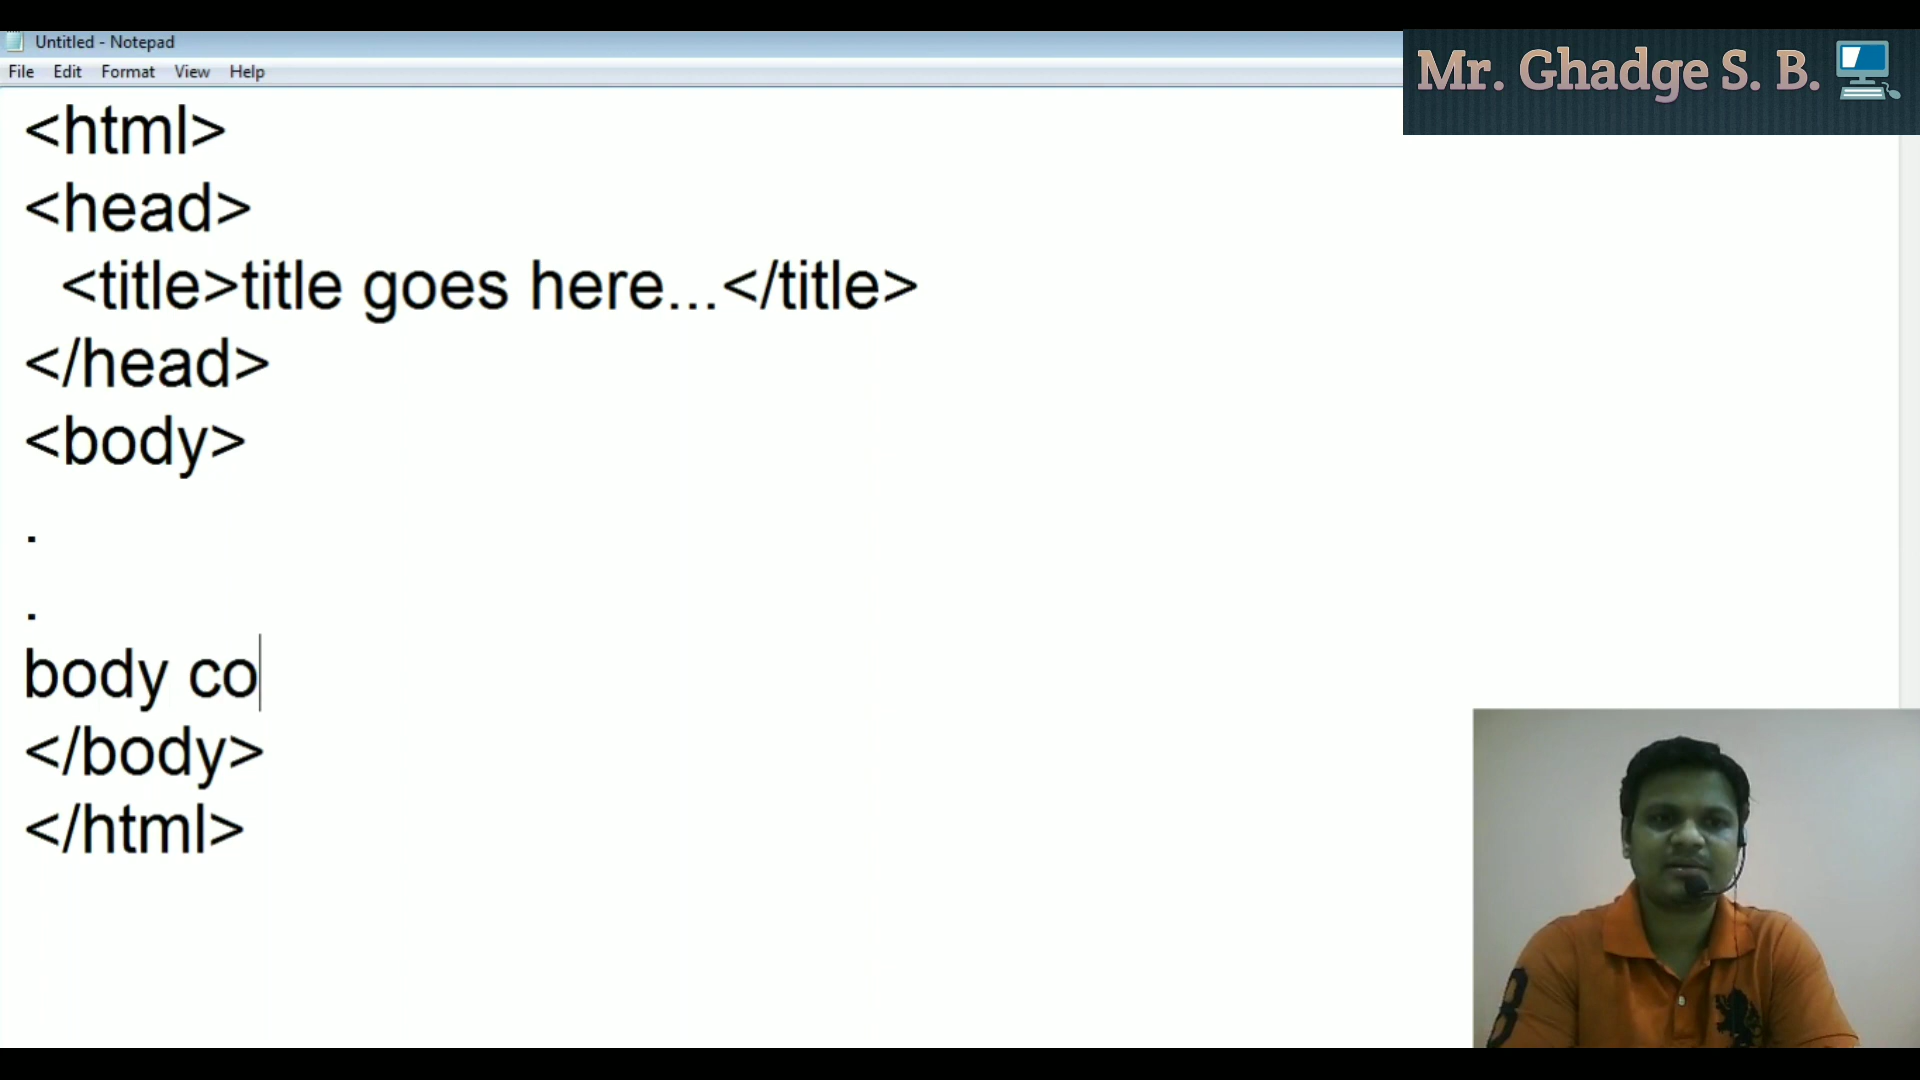 Untitled - Notepad
File Edit Format View Help
Mr. Ghadge S. B.
<html>
<head>
<title>title goes here...</title>
</head>
<body>
.
.
body co
</body>
</html>
8